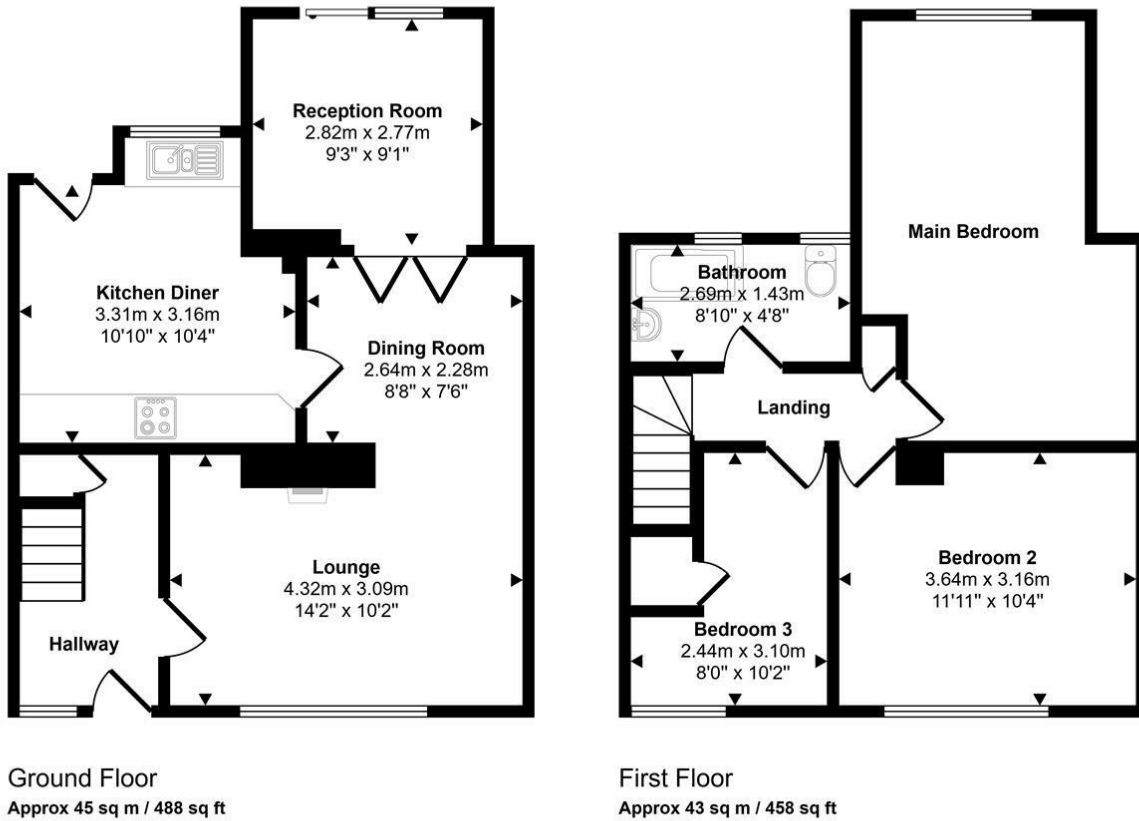 Reception Room
2.82m x 2.77m
9'3" x 9'1"
Kitchen Diner
3.31m x 3.16m
10'10" x 10'4"
Dining Room
2.64m x 2.28m
8'8" x 7'6"
Lounge
4.32m x 3.09m
14'2" x 10'2"
Hallway
Ground Floor
Approx 45 sq m / 488 sq ft
Main Bedroom
Bathroom
2.69m x 1.43m
8'10" x 4'8"
Landing
Bedroom 2
3.64m x 3.16m
11'11" x 10'4"
Bedroom 3
2.44m x 3.10m
8'0" x 10'2"
First Floor
Approx 43 sq m / 458 sq ft